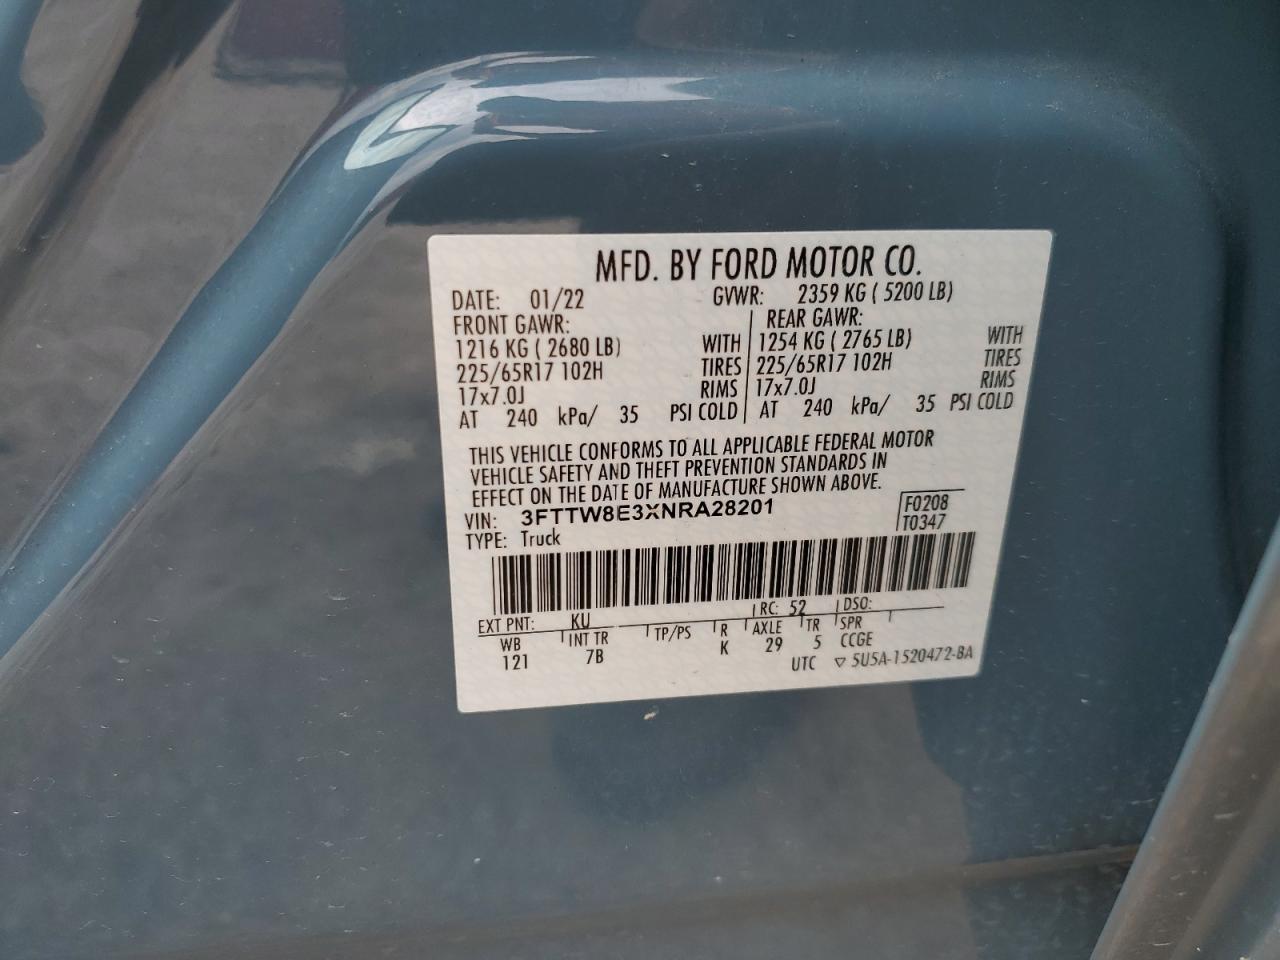 MFD. BY FORD MOTOR CO.
DATE: 01/22 GVWR: 2359 KG ( 5200 LB)
FRONT GAWR: REAR GAWR:
1216 KG ( 2680 LB) WITH 1254 KG ( 2765 LB) WITH
225/65R17 102H TIRES 225/65R17 102H TIRES
17x7.0J RIMS 17x7.0J RIMS
AT 240 kPa/ 35 PSI COLD AT 240 kPa/ 35 PSI COLD
THIS VEHICLE CONFORMS TO ALL APPLICABLE FEDERAL MOTOR
VEHICLE SAFETY AND THEFT PREVENTION STANDARDS IN
EFFECT ON THE DATE OF MANUFACTURE SHOWN ABOVE.
VIN: 3FTTW8E3XNRA28201 F0208
TYPE: Truck T0347
EXT PNT: KU RC: 52 DSO:
WB INT TR TP/PS R AXLE TR SPR
121 7B K 29 5 CCGE
UTC ▽ 5U5A-1520472-BA